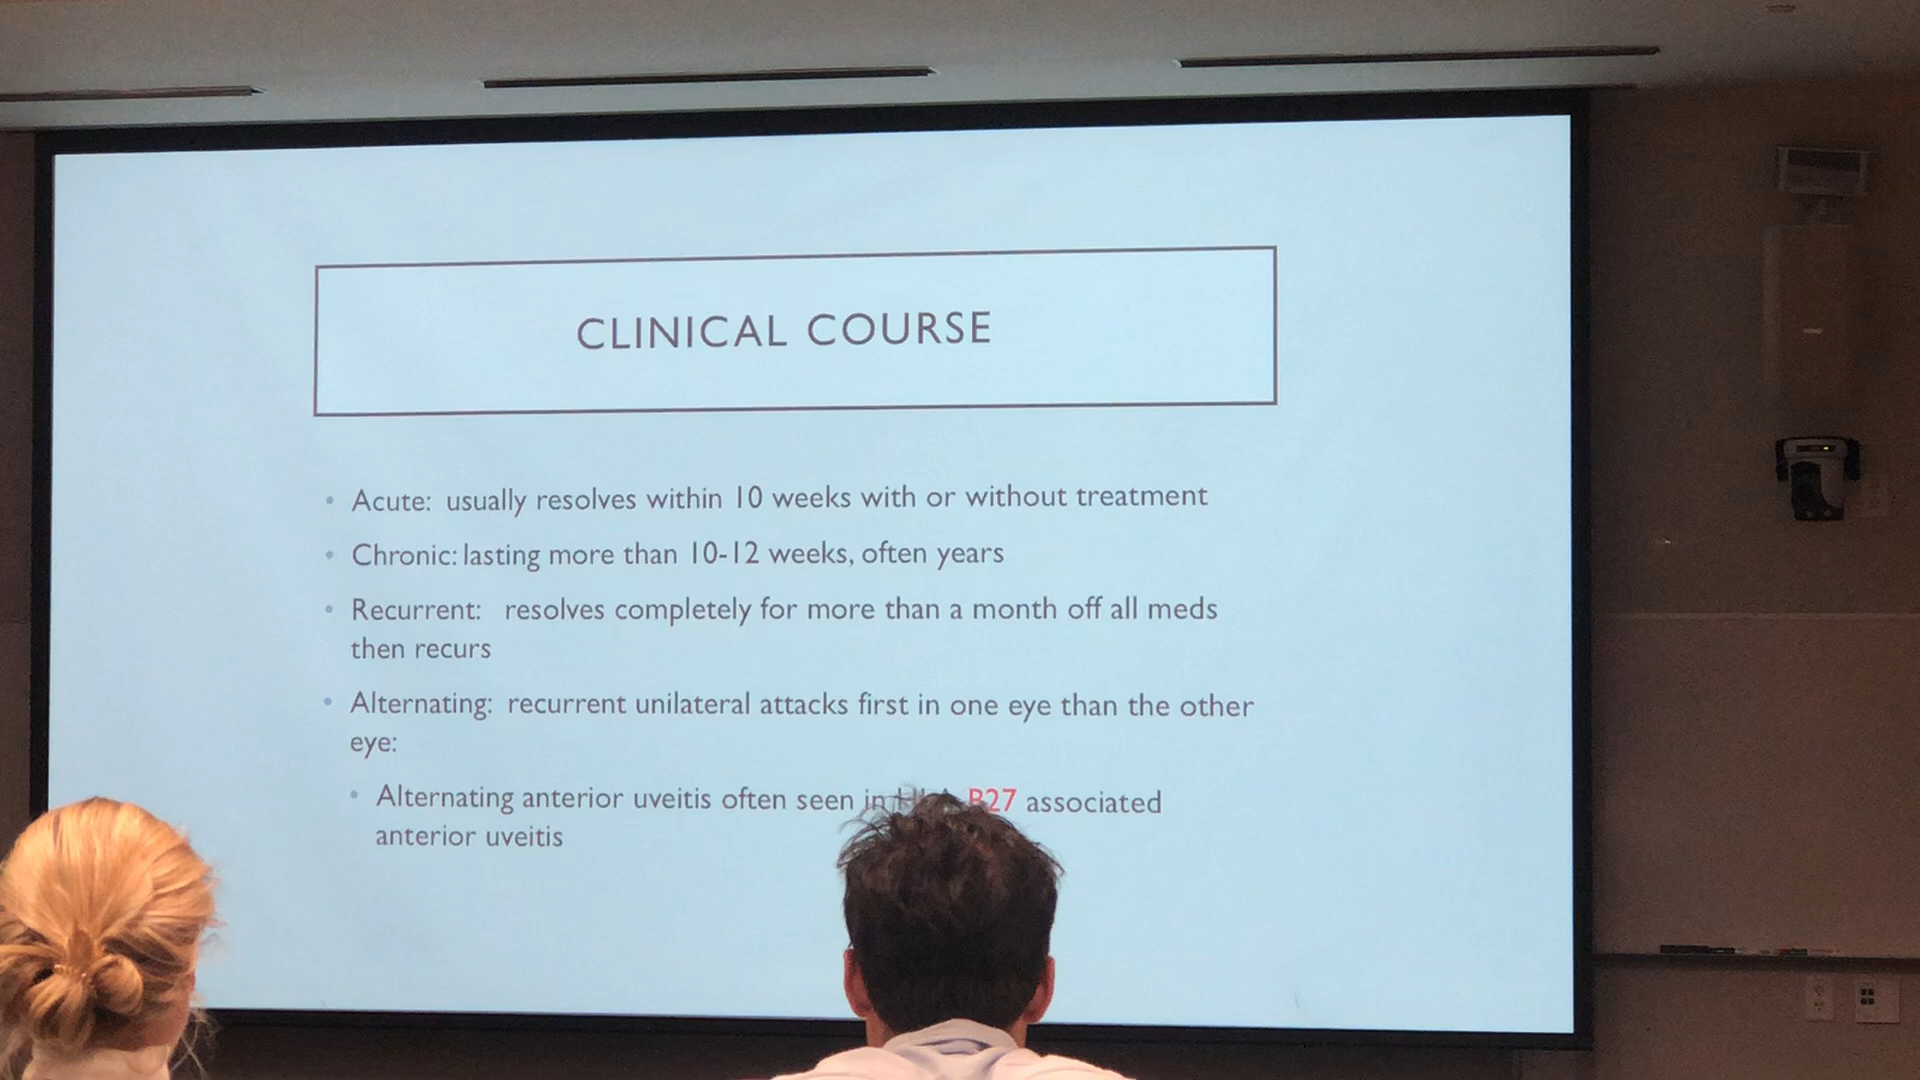 CLINICAL COURSE
• Acute: usually resolves within 10 weeks with or without treatment
• Chronic: lasting more than 10-12 weeks, often years
• Recurrent: resolves completely for more than a month off all meds
then recurs
• Alternating: recurrent unilateral attacks first in one eye than the other
eye:
• Alternating anterior uveitis often seen in B27 associated
anterior uveitis